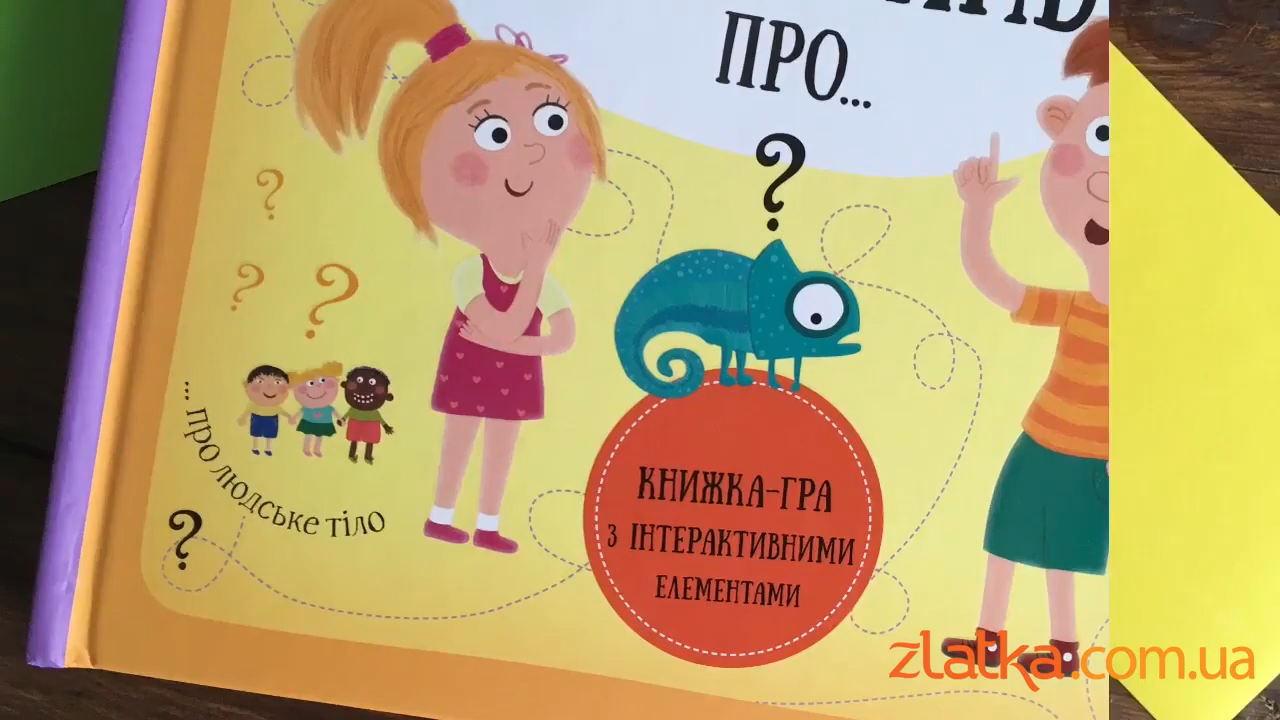 ПРО...
?
? ? ?
... про людське тіло
?
КНИЖКА-ГРА
З ІНТЕРАКТИВНИМИ
ЕЛЕМЕНТАМИ
zlatka.com.ua